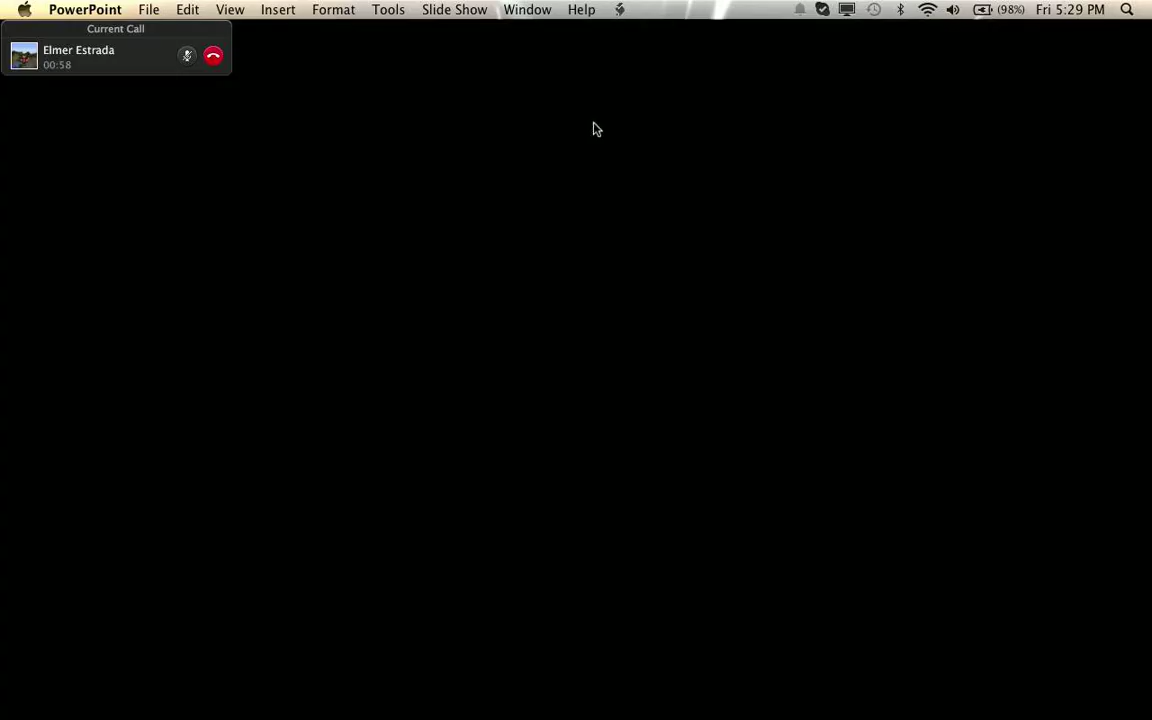 PowerPoint File Edit View Insert Format Tools Slide Show Window Help (98%) Fri 5:29 PM
Current Call
Elmer Estrada
00:58